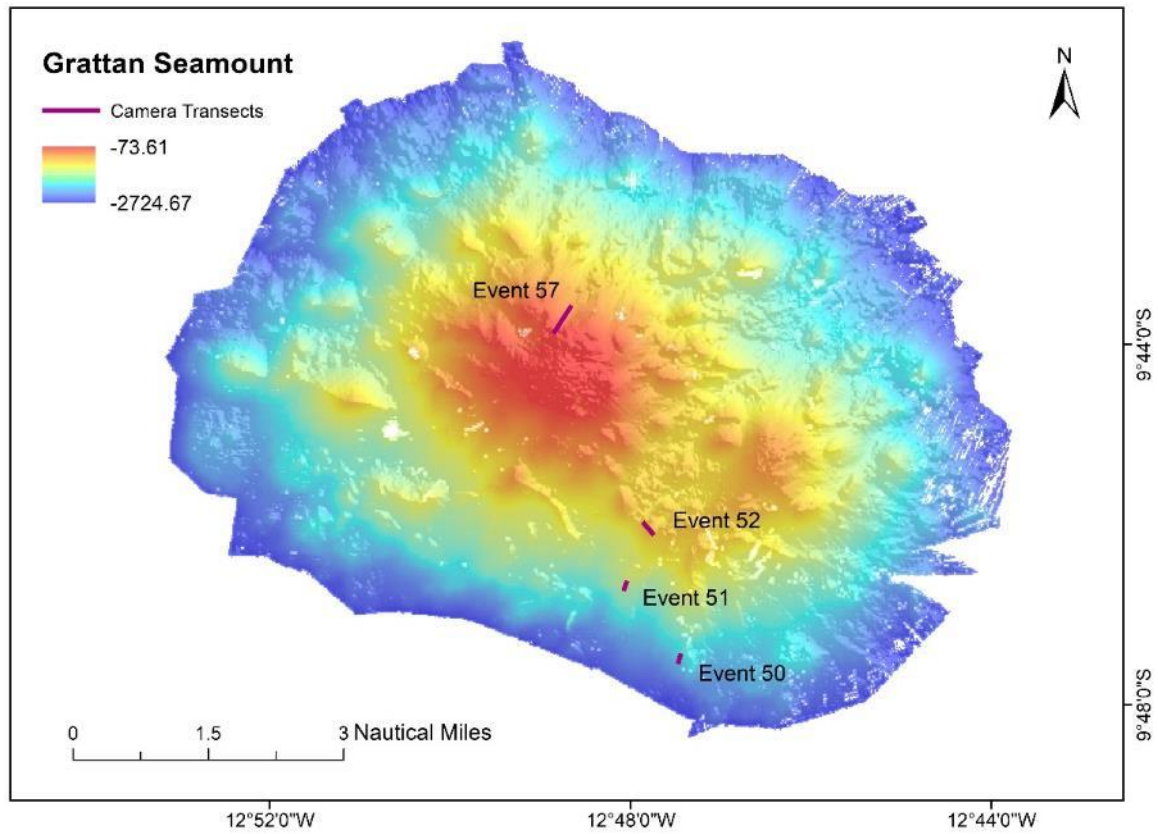 Grattan Seamount
N
Camera Transects
-73.61
-2724.67
Event 57
9°44'0"S
Event 52
Event 51
Event 50
9°48'0"S
0 1.5 3 Nautical Miles
12°52'0"W 12°48'0"W 12°44'0"W